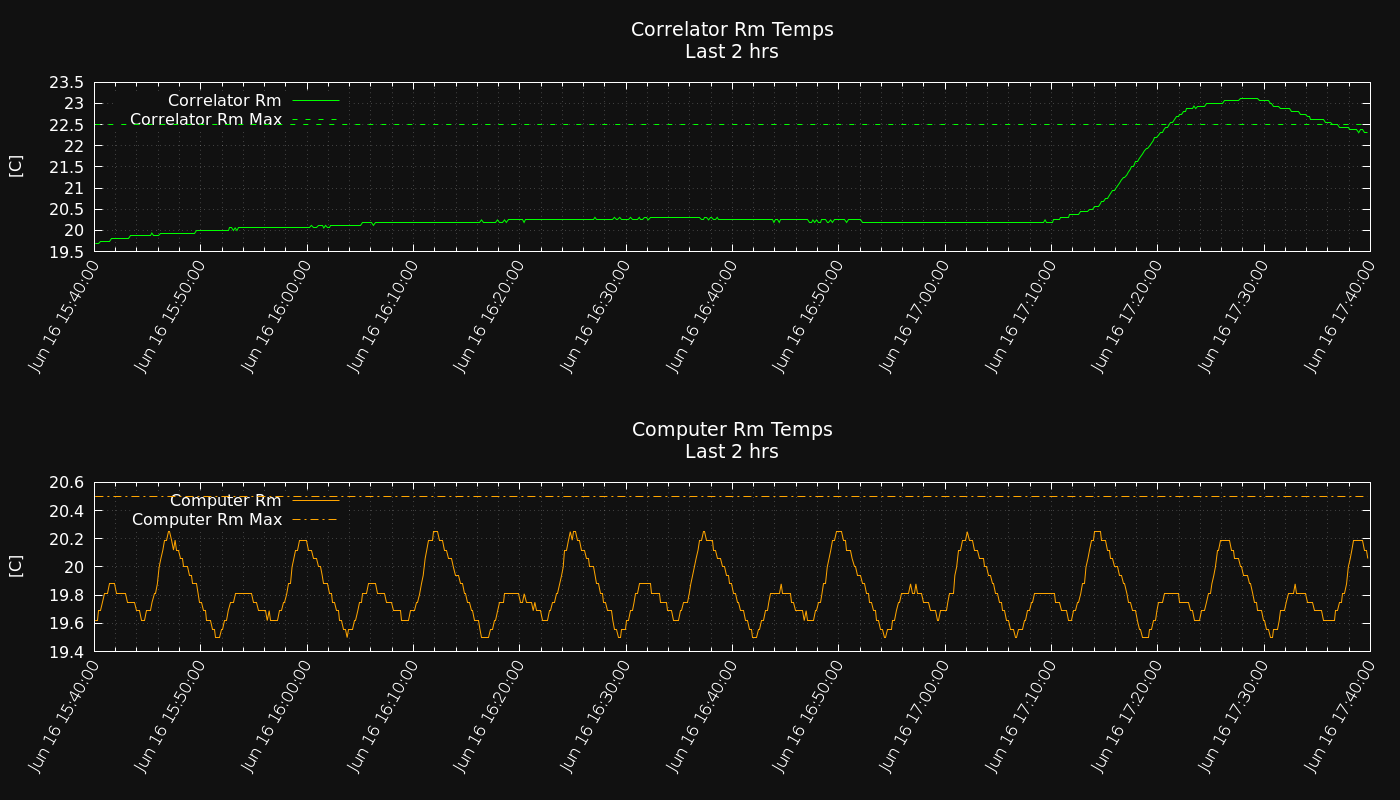 Correlator Rm Temps
Last 2 hrs
23.5
23
22.5
22
21.5
21
20.5
20
19.5
[C]
Correlator Rm
Correlator Rm Max
Jun 16 15:40:00
Jun 16 15:50:00
Jun 16 16:00:00
Jun 16 16:10:00
Jun 16 16:20:00
Jun 16 16:30:00
Jun 16 16:40:00
Jun 16 16:50:00
Jun 16 17:00:00
Jun 16 17:10:00
Jun 16 17:20:00
Jun 16 17:30:00
Jun 16 17:40:00
Computer Rm Temps
Last 2 hrs
20.6
20.4
20.2
20
19.8
19.6
19.4
[C]
Computer Rm
Computer Rm Max
Jun 16 15:40:00
Jun 16 15:50:00
Jun 16 16:00:00
Jun 16 16:10:00
Jun 16 16:20:00
Jun 16 16:30:00
Jun 16 16:40:00
Jun 16 16:50:00
Jun 16 17:00:00
Jun 16 17:10:00
Jun 16 17:20:00
Jun 16 17:30:00
Jun 16 17:40:00